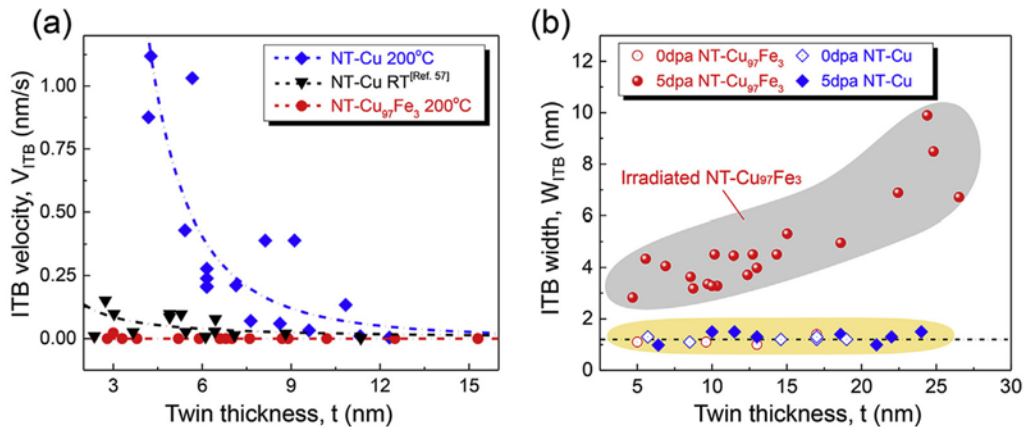 (a)
ITB velocity, V_ITB (nm/s)
1.00
0.75
0.50
0.25
0.00
NT-Cu 200°C
NT-Cu RT[Ref. 57]
NT-Cu97Fe3 200°C
3
6
9
12
15
Twin thickness, t (nm)
(b)
ITB width, W_ITB (nm)
12
10
8
6
4
2
0
0dpa NT-Cu97Fe3
0dpa NT-Cu
5dpa NT-Cu97Fe3
5dpa NT-Cu
Irradiated NT-Cu97Fe3
5
10
15
20
25
30
Twin thickness, t (nm)